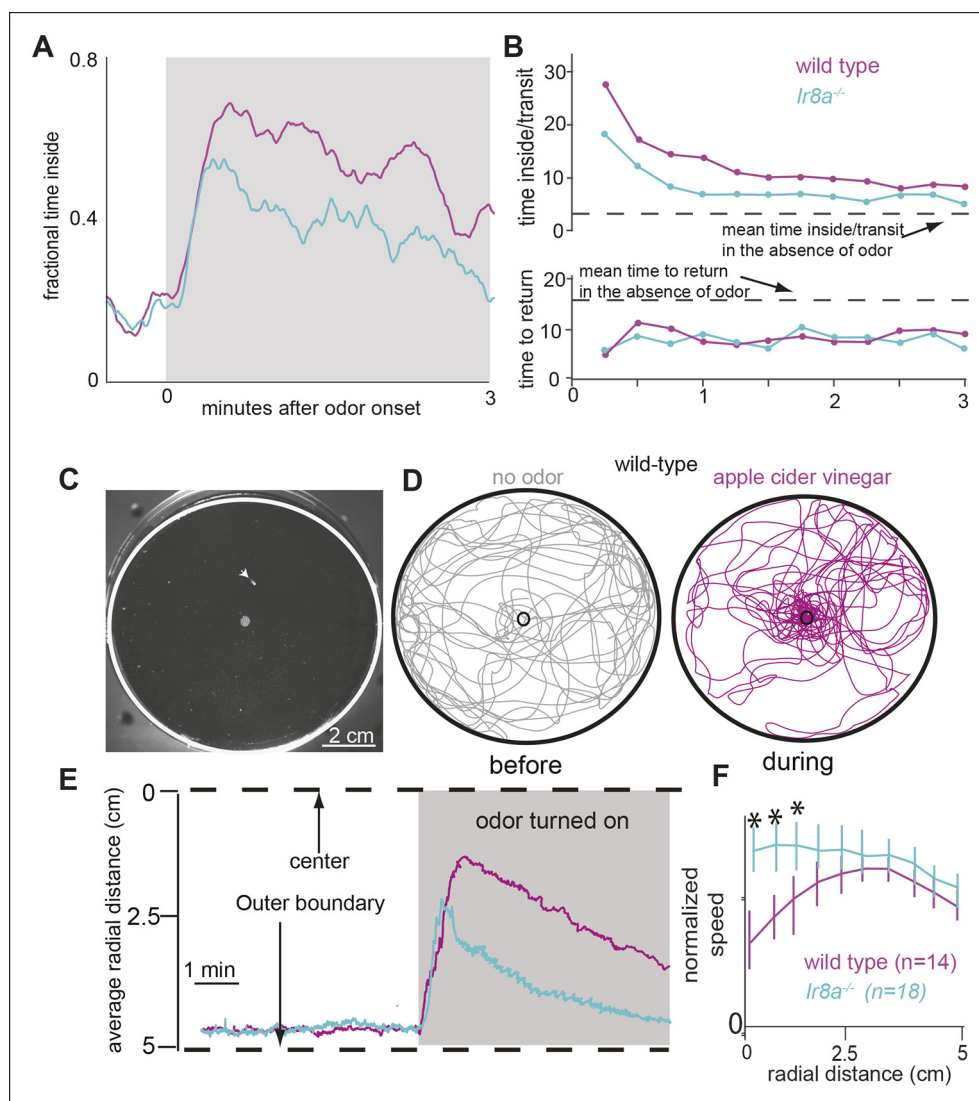 A
0.8
0.4
0
fractional time inside
0
3
minutes after odor onset
B
wild type
Ir8a-/-
30
20
10
0
time inside/transit
mean time inside/transit
in the absence of odor
mean time to return
in the absence of odor
10
0
time to return
0
1
2
3
C
2 cm
D
wild-type
no odor
apple cider vinegar
before
during
E
0
2.5
5
average radial distance (cm)
center
Outer boundary
1 min
odor turned on
F
* * *
normalized
speed
0
wild type (n=14)
Ir8a-/- (n=18)
0
2.5
5
radial distance (cm)